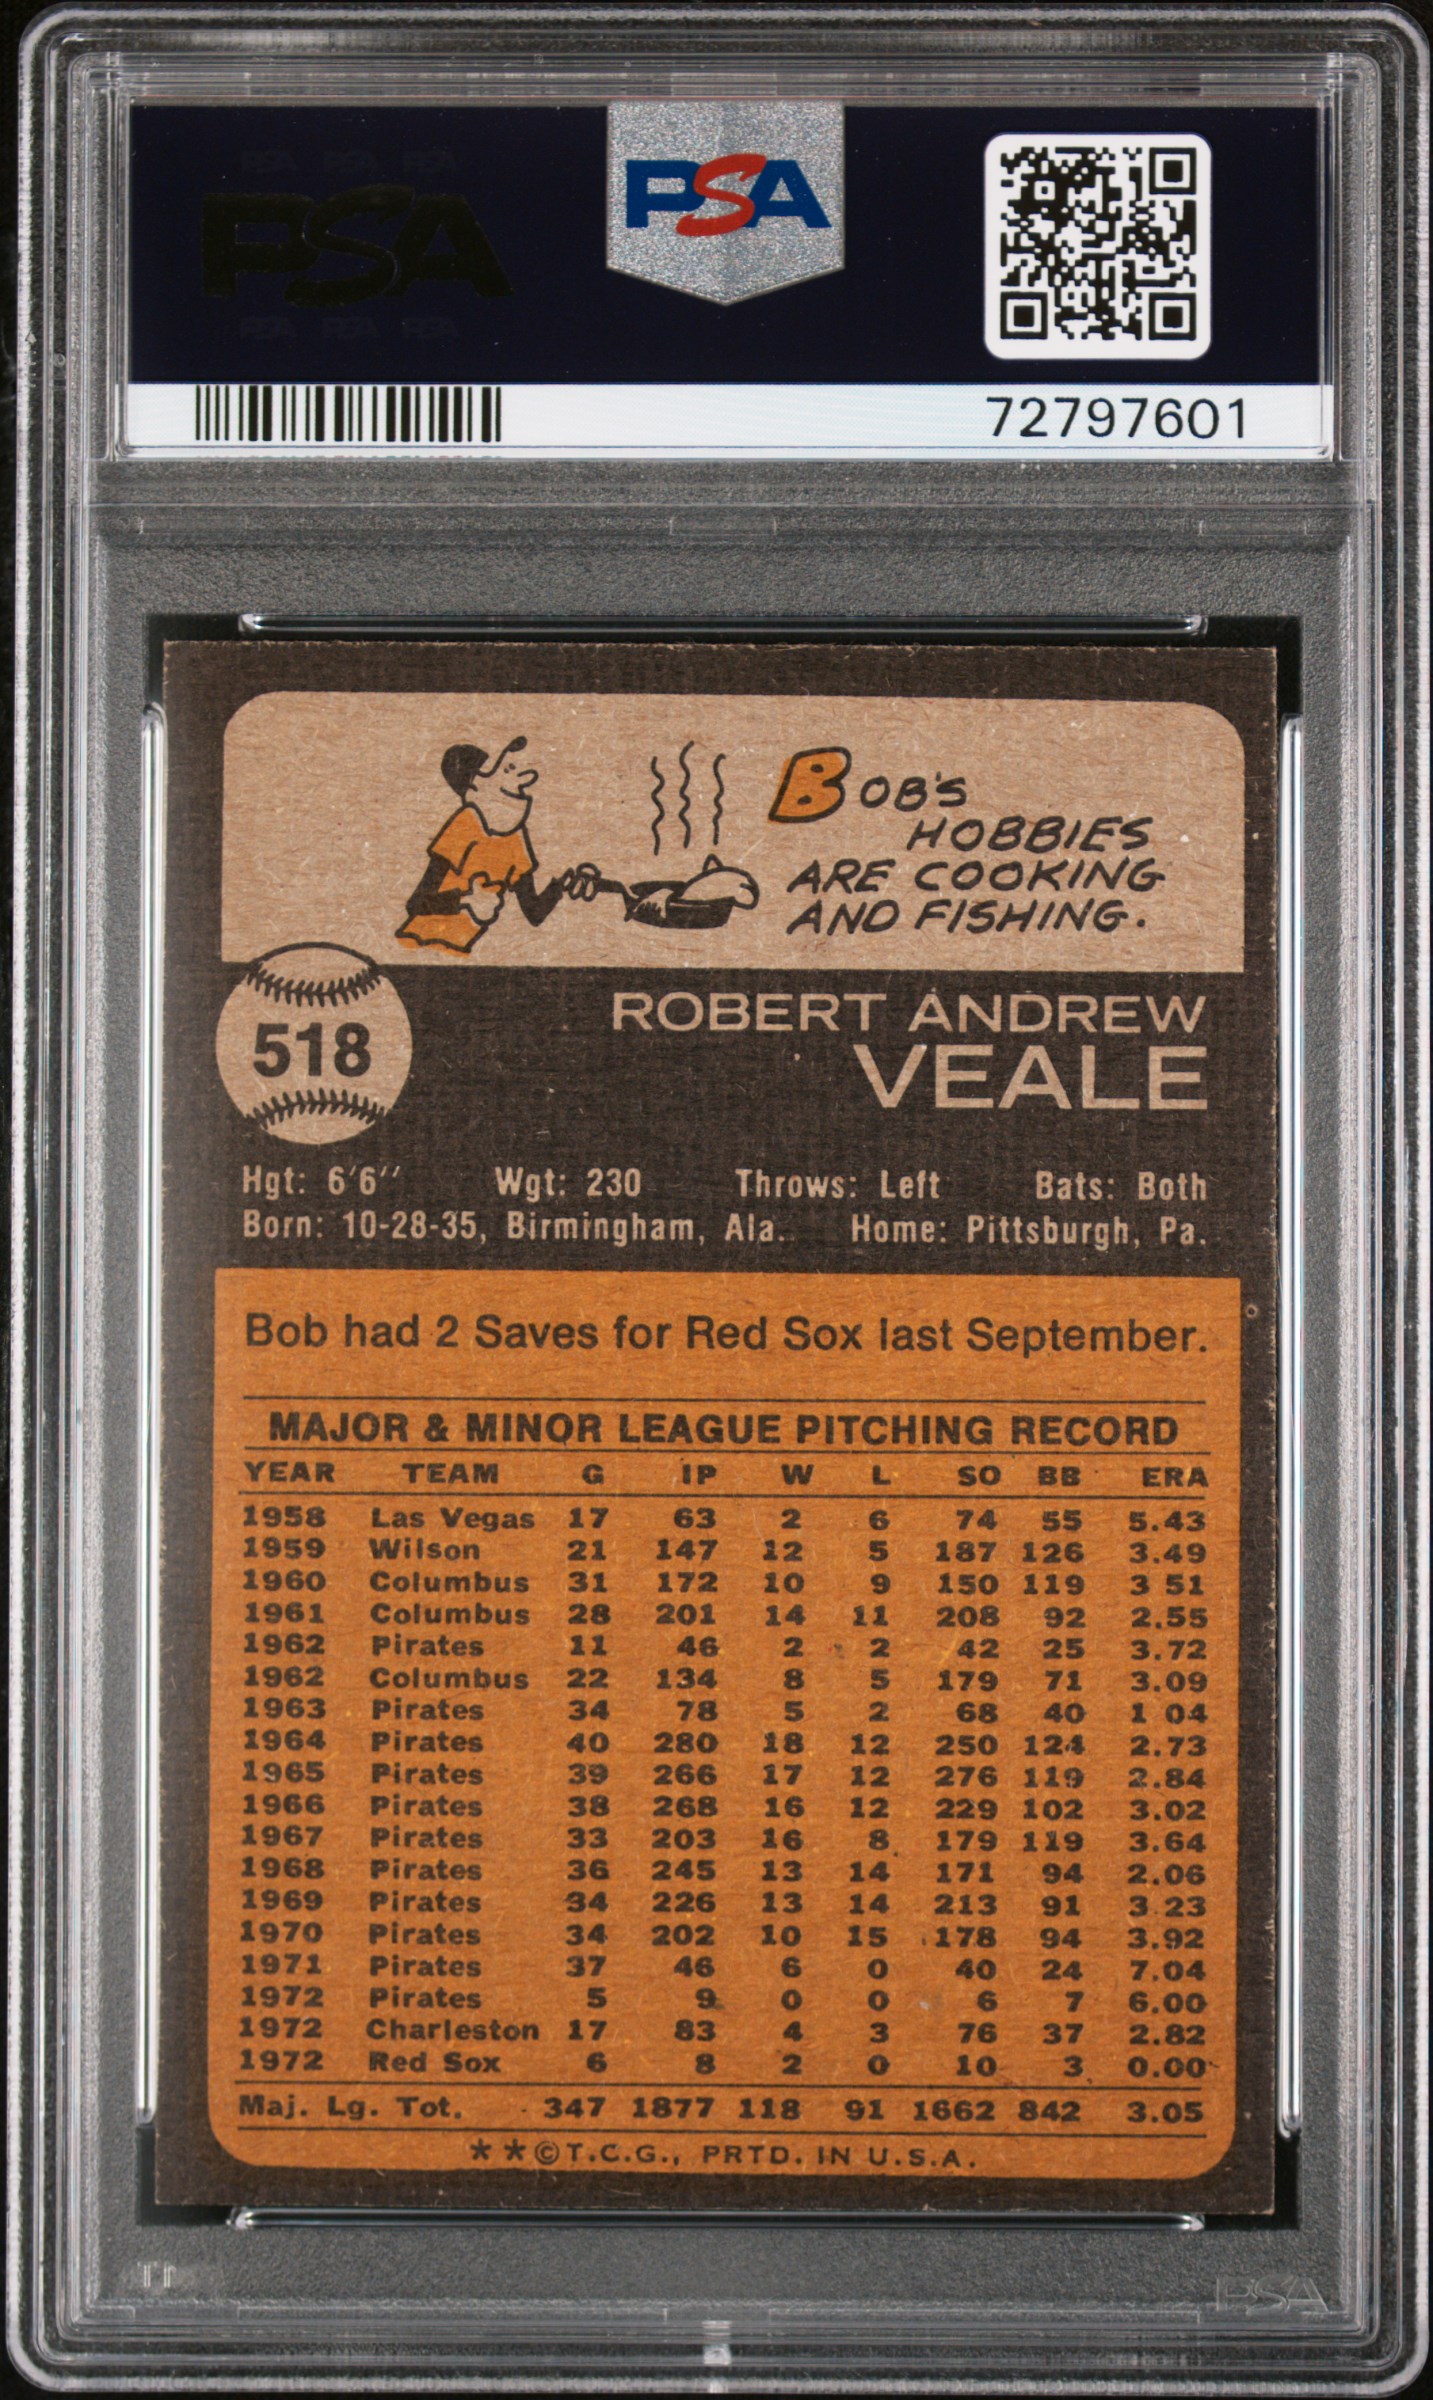 PSA PSA PSA
PSA
PSA PSA PSA
PSA
72797601
BOB'S
HOBBIES
ARE COOKING
AND FISHING.
518
ROBERT ANDREW
VEALE
Hgt: 6'6'' Wgt: 230 Throws: Left Bats: Both
Born: 10-28-35, Birmingham, Ala. Home: Pittsburgh, Pa.
Bob had 2 Saves for Red Sox last September.
MAJOR & MINOR LEAGUE PITCHING RECORD
YEAR TEAM G IP W L SO BB ERA
1958 Las Vegas 17 63 2 6 74 55 5.43
1959 Wilson 21 147 12 5 187 126 3.49
1960 Columbus 31 172 10 9 150 119 3 51
1961 Columbus 28 201 14 11 208 92 2.55
1962 Pirates 11 46 2 2 42 25 3.72
1962 Columbus 22 134 8 5 179 71 3.09
1963 Pirates 34 78 5 2 68 40 1 04
1964 Pirates 40 280 18 12 250 124 2.73
1965 Pirates 39 266 17 12 276 119 2.84
1966 Pirates 38 268 16 12 229 102 3.02
1967 Pirates 33 203 16 8 179 119 3.64
1968 Pirates 36 245 13 14 171 94 2.06
1969 Pirates 34 226 13 14 213 91 3 23
1970 Pirates 34 202 10 15 178 94 3.92
1971 Pirates 37 46 6 0 40 24 7.04
1972 Pirates 5 9 0 0 6 7 6.00
1972 Charleston 17 83 4 3 76 37 2.82
1972 Red Sox 6 8 2 0 10 3 0.00
Maj. Lg. Tot. 347 1877 118 91 1662 842 3.05
**©T.C.G., PRTD. IN U.S.A.
PSA